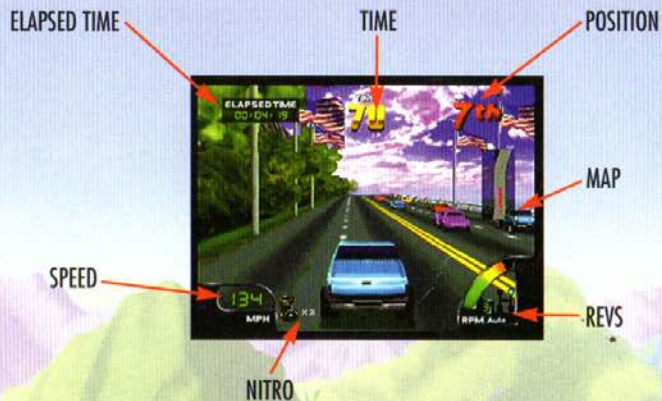 ELAPSED TIME
TIME
POSITION
ELAPSED TIME
00:04:19
7th
MAP
SPEED
134
MPH
X3
RPM Auto
REVS
NITRO